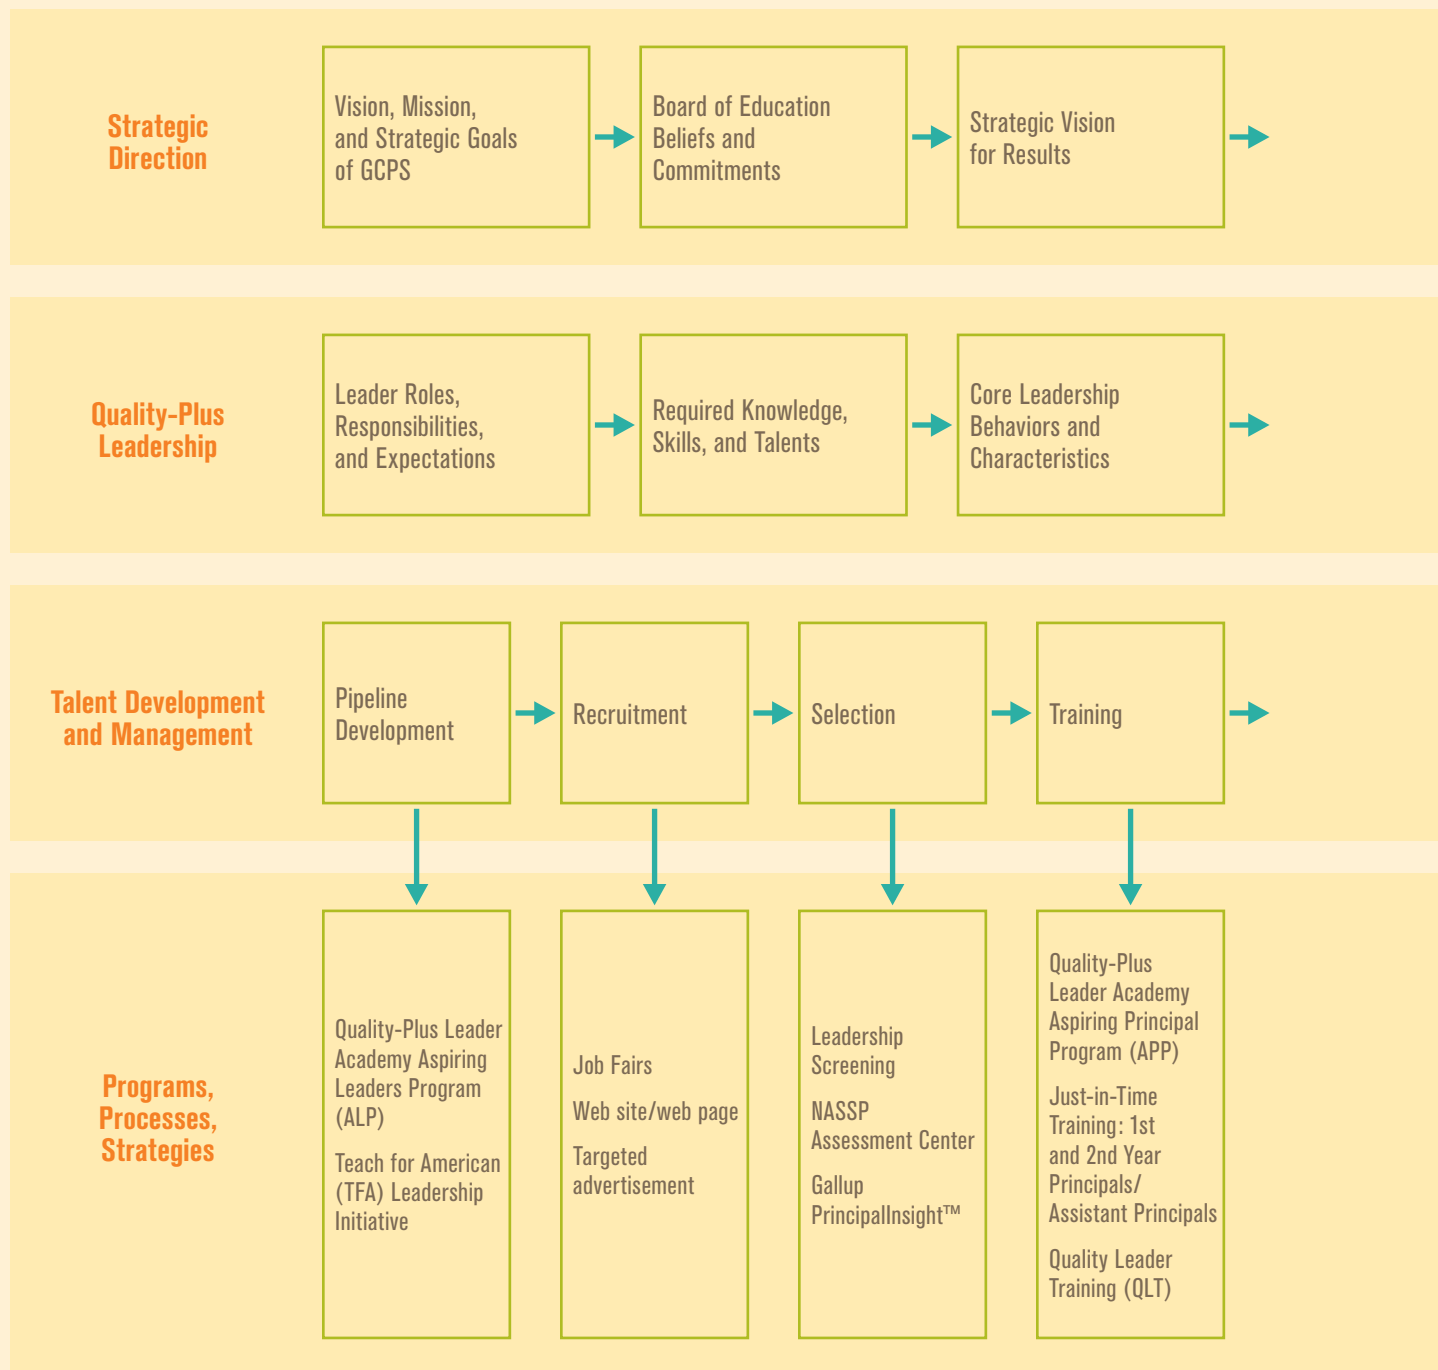 Strategic
Direction
Vision, Mission,
and Strategic Goals
of GCPS
Board of Education
Beliefs and
Commitments
Strategic Vision
for Results
Quality-Plus
Leadership
Leader Roles,
Responsibilities,
and Expectations
Required Knowledge,
Skills, and Talents
Core Leadership
Behaviors and
Characteristics
Talent Development
and Management
Pipeline
Development
Recruitment
Selection
Training
Programs,
Processes,
Strategies
Quality-Plus Leader
Academy Aspiring
Leaders Program
(ALP)
Teach for American
(TFA) Leadership
Initiative
Job Fairs
Web site/web page
Targeted
advertisement
Leadership
Screening
NASSP
Assessment Center
Gallup
PrincipalInsight™
Quality-Plus
Leader Academy
Aspiring Principal
Program (APP)
Just-in-Time
Training: 1st
and 2nd Year
Principals/
Assistant Principals
Quality Leader
Training (QLT)